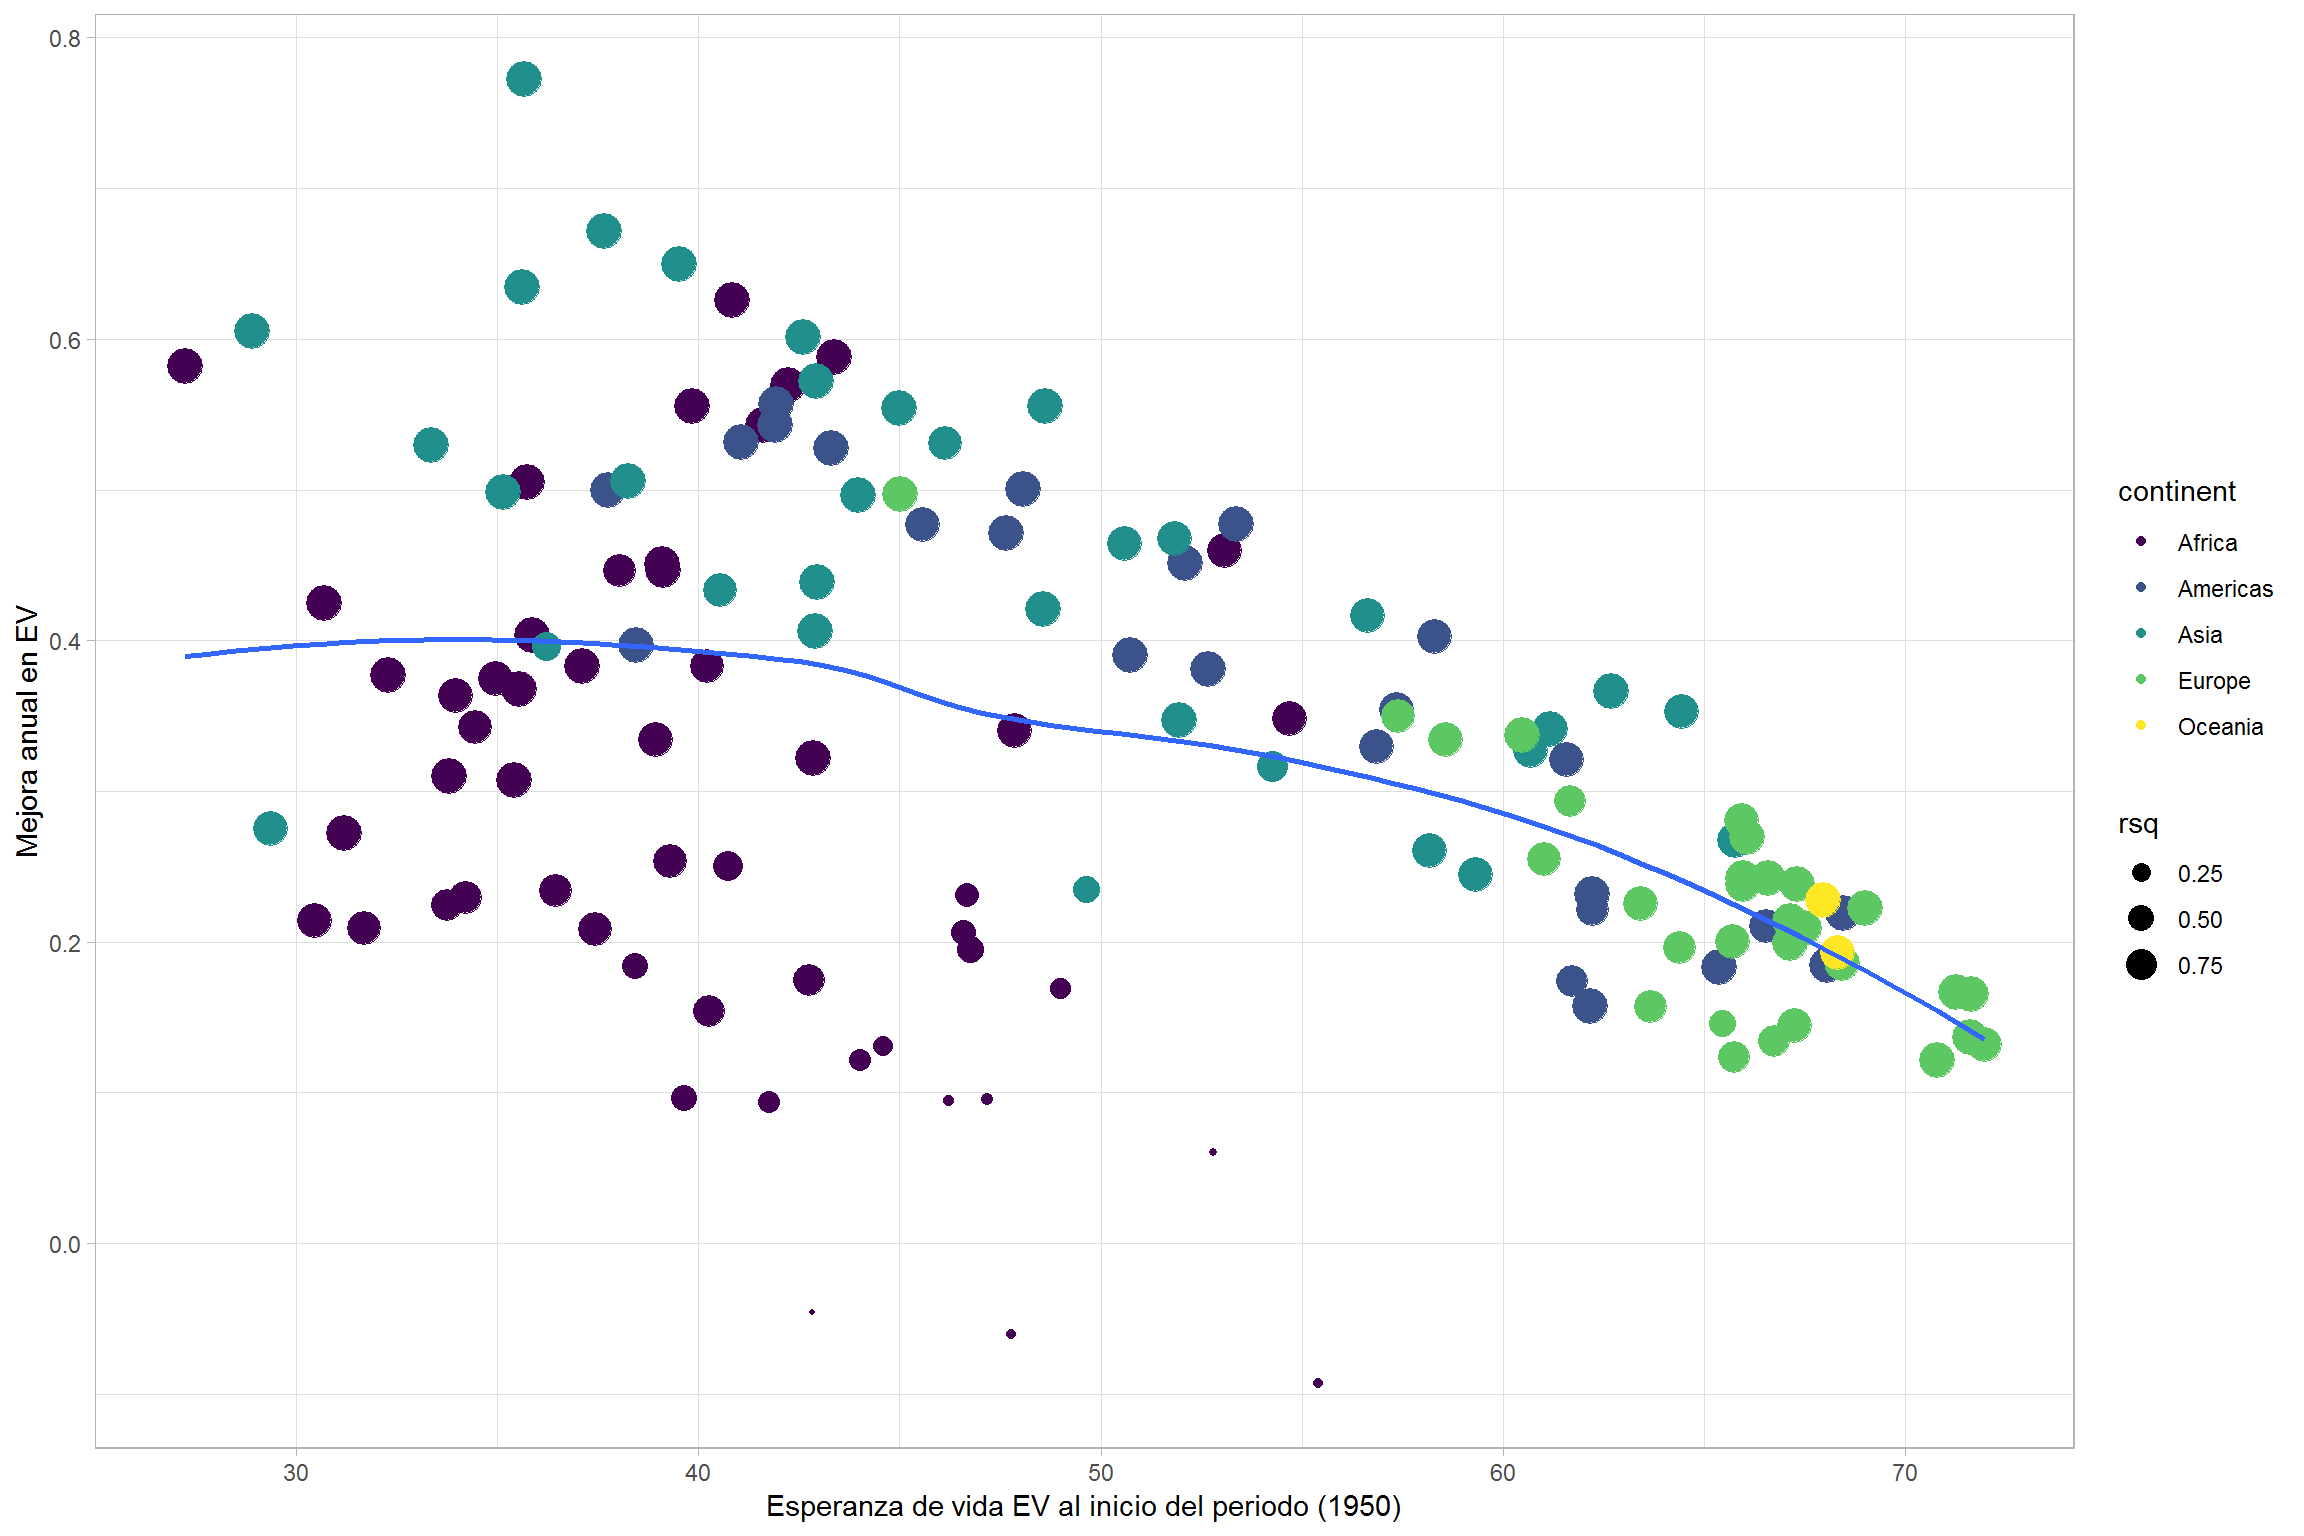 0.8
0.6
0.4
0.2
0.0
Mejora anual en EV
30
40
50
60
70
Esperanza de vida EV al inicio del periodo (1950)
continent
Africa
Americas
Asia
Europe
Oceania
rsq
0.25
0.50
0.75